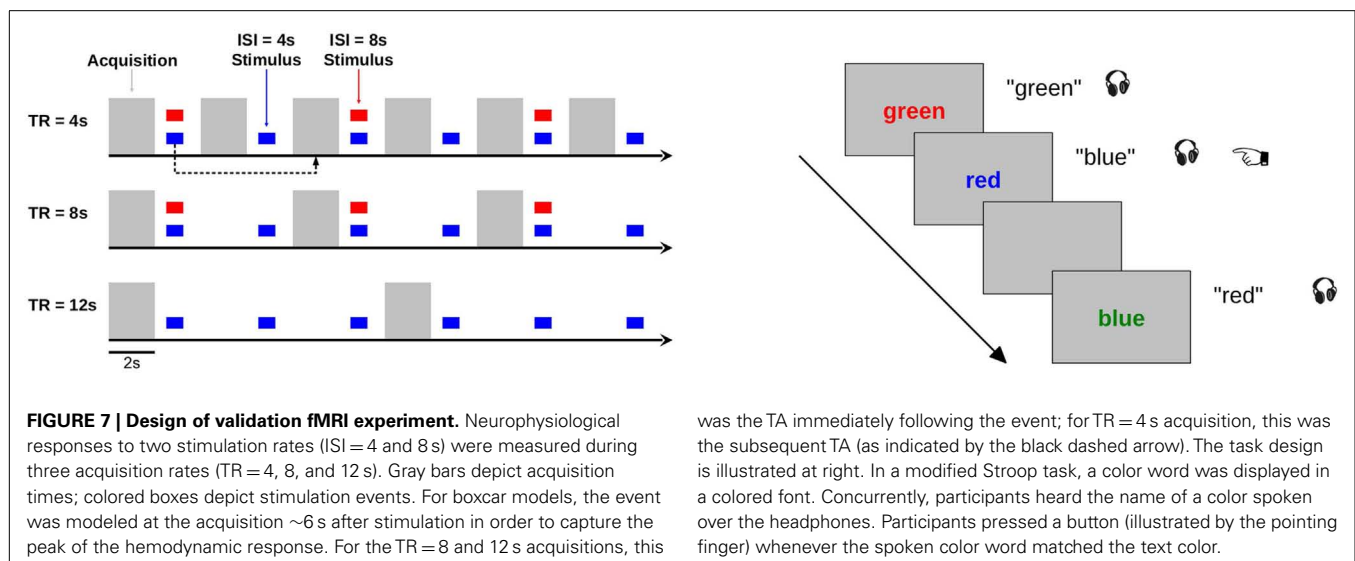 ISI = 4s ISI = 8s
Acquisition Stimulus Stimulus
TR = 4s
TR = 8s
TR = 12s
2s
"green"
green
"blue"
red
"red"
blue
FIGURE 7 | Design of validation fMRI experiment. Neurophysiological
responses to two stimulation rates (ISI = 4 and 8 s) were measured during
three acquisition rates (TR = 4, 8, and 12 s). Gray bars depict acquisition
times; colored boxes depict stimulation events. For boxcar models, the event
was modeled at the acquisition ∼6 s after stimulation in order to capture the
peak of the hemodynamic response. For the TR = 8 and 12 s acquisitions, this
was the TA immediately following the event; for TR = 4 s acquisition, this was
the subsequent TA (as indicated by the black dashed arrow). The task design
is illustrated at right. In a modified Stroop task, a color word was displayed in
a colored font. Concurrently, participants heard the name of a color spoken
over the headphones. Participants pressed a button (illustrated by the pointing
finger) whenever the spoken color word matched the text color.